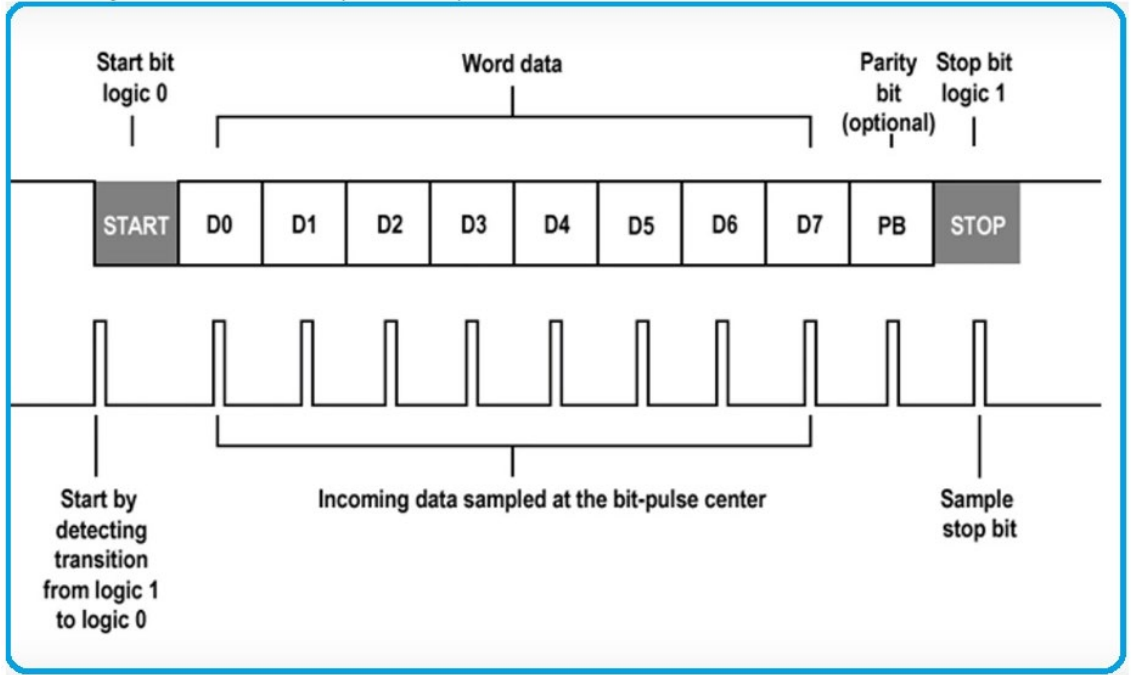 Start bit
logic 0
Word data
Parity
bit
(optional)
Stop bit
logic 1
START D0 D1 D2 D3 D4 D5 D6 D7 PB STOP
Start by
detecting
transition
from logic 1
to logic 0
Incoming data sampled at the bit-pulse center
Sample
stop bit